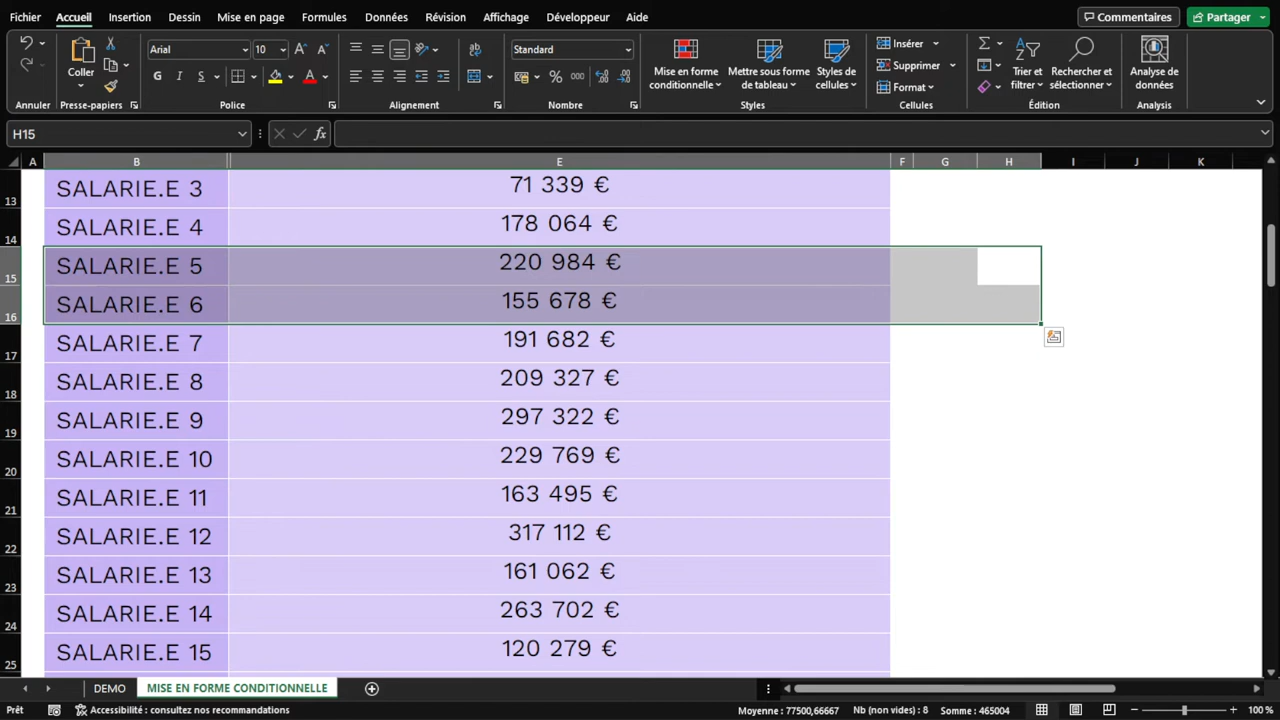 Fichier Accueil Insertion Dessin Mise en page Formules Données Révision Affichage Développeur Aide Commentaires Partager
Coller
Arial 10
G I S
Standard
Mise en forme conditionnelle
Mettre sous forme de tableau
Styles de cellules
Insérer
Supprimer
Format
Trier et filtrer
Rechercher et sélectionner
Analyse de données
Annuler Presse-papiers Police Alignement Nombre Styles Cellules Édition Analysis
H15 fx
A B E F G H I J K
13 SALARIE.E 3 71 339 €
14 SALARIE.E 4 178 064 €
15 SALARIE.E 5 220 984 €
16 SALARIE.E 6 155 678 €
17 SALARIE.E 7 191 682 €
18 SALARIE.E 8 209 327 €
19 SALARIE.E 9 297 322 €
20 SALARIE.E 10 229 769 €
21 SALARIE.E 11 163 495 €
22 SALARIE.E 12 317 112 €
23 SALARIE.E 13 161 062 €
24 SALARIE.E 14 263 702 €
25 SALARIE.E 15 120 279 €
DEMO MISE EN FORME CONDITIONNELLE
Prêt Accessibilité : consultez nos recommandations Moyenne : 77500,66667 Nb (non vides) : 8 Somme : 465004 100 %